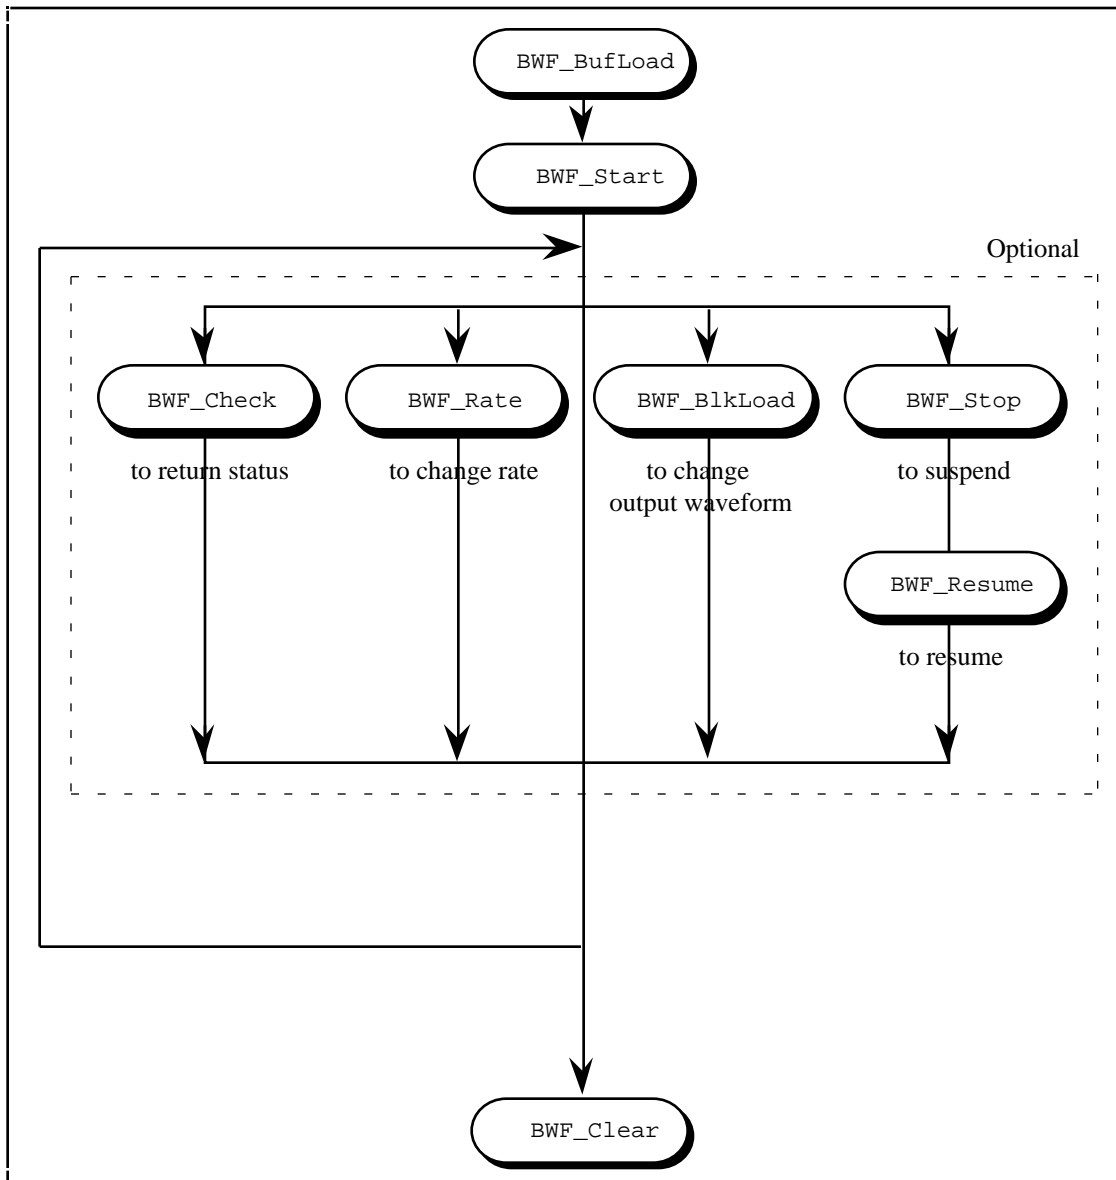 BWF_BufLoad
BWF_Start
Optional
BWF_Check
BWF_Rate
BWF_BlkLoad
BWF_Stop
to return status
to change rate
to change
output waveform
to suspend
BWF_Resume
to resume
BWF_Clear